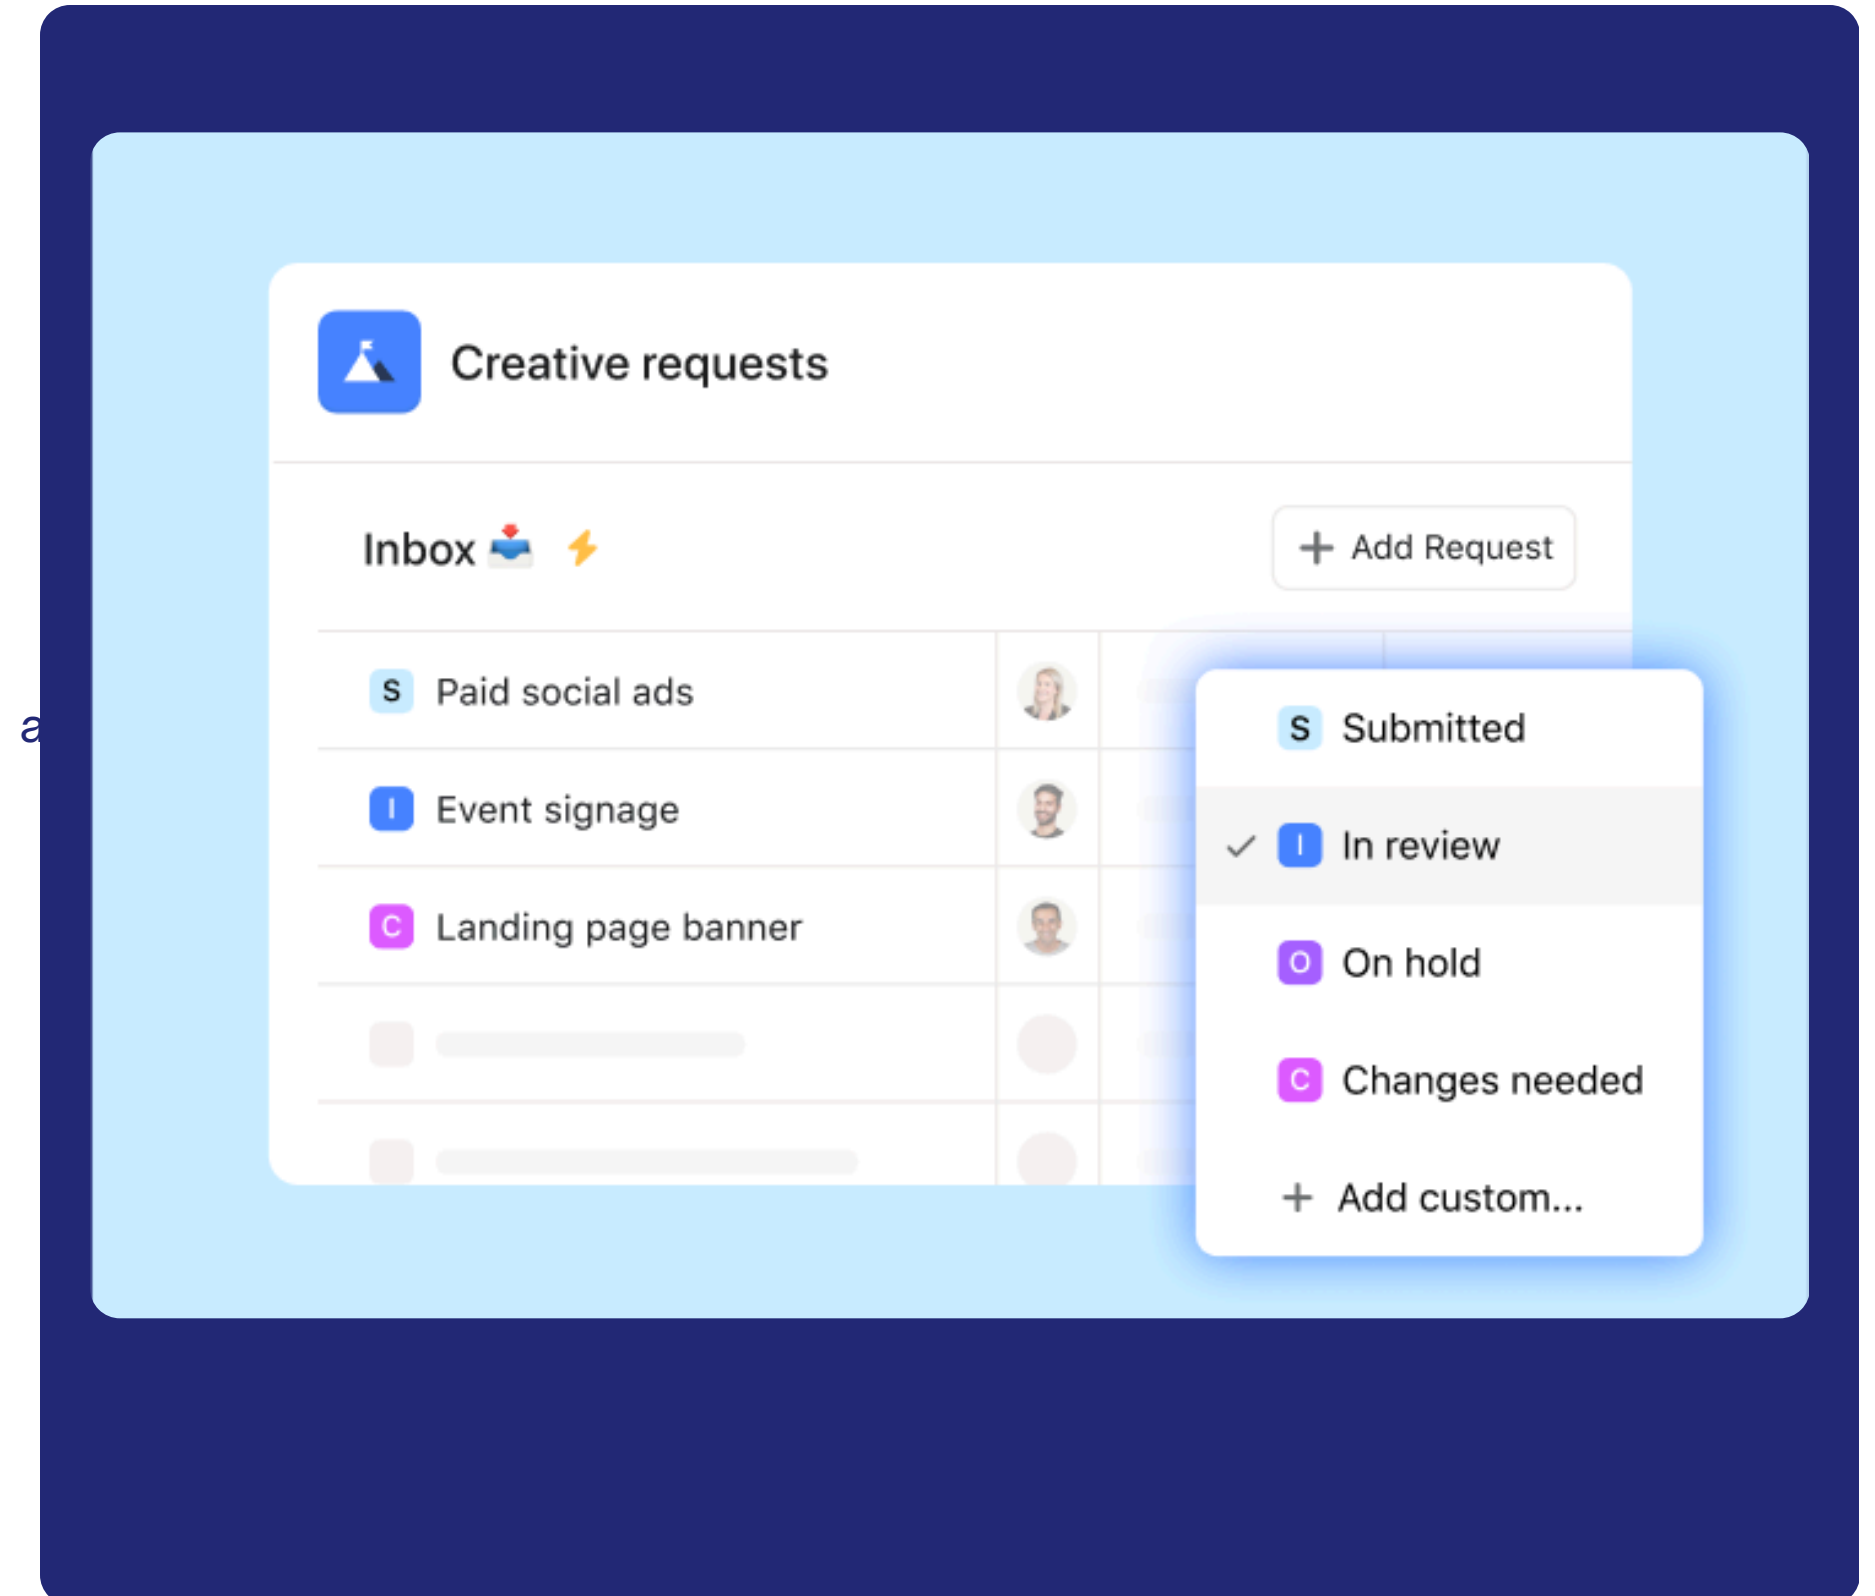 Creative requests
Inbox 📥 ⚡
+ Add Request
S Paid social ads
I Event signage
C Landing page banner
a
S Submitted
✓ I In review
O On hold
C Changes needed
+ Add custom...